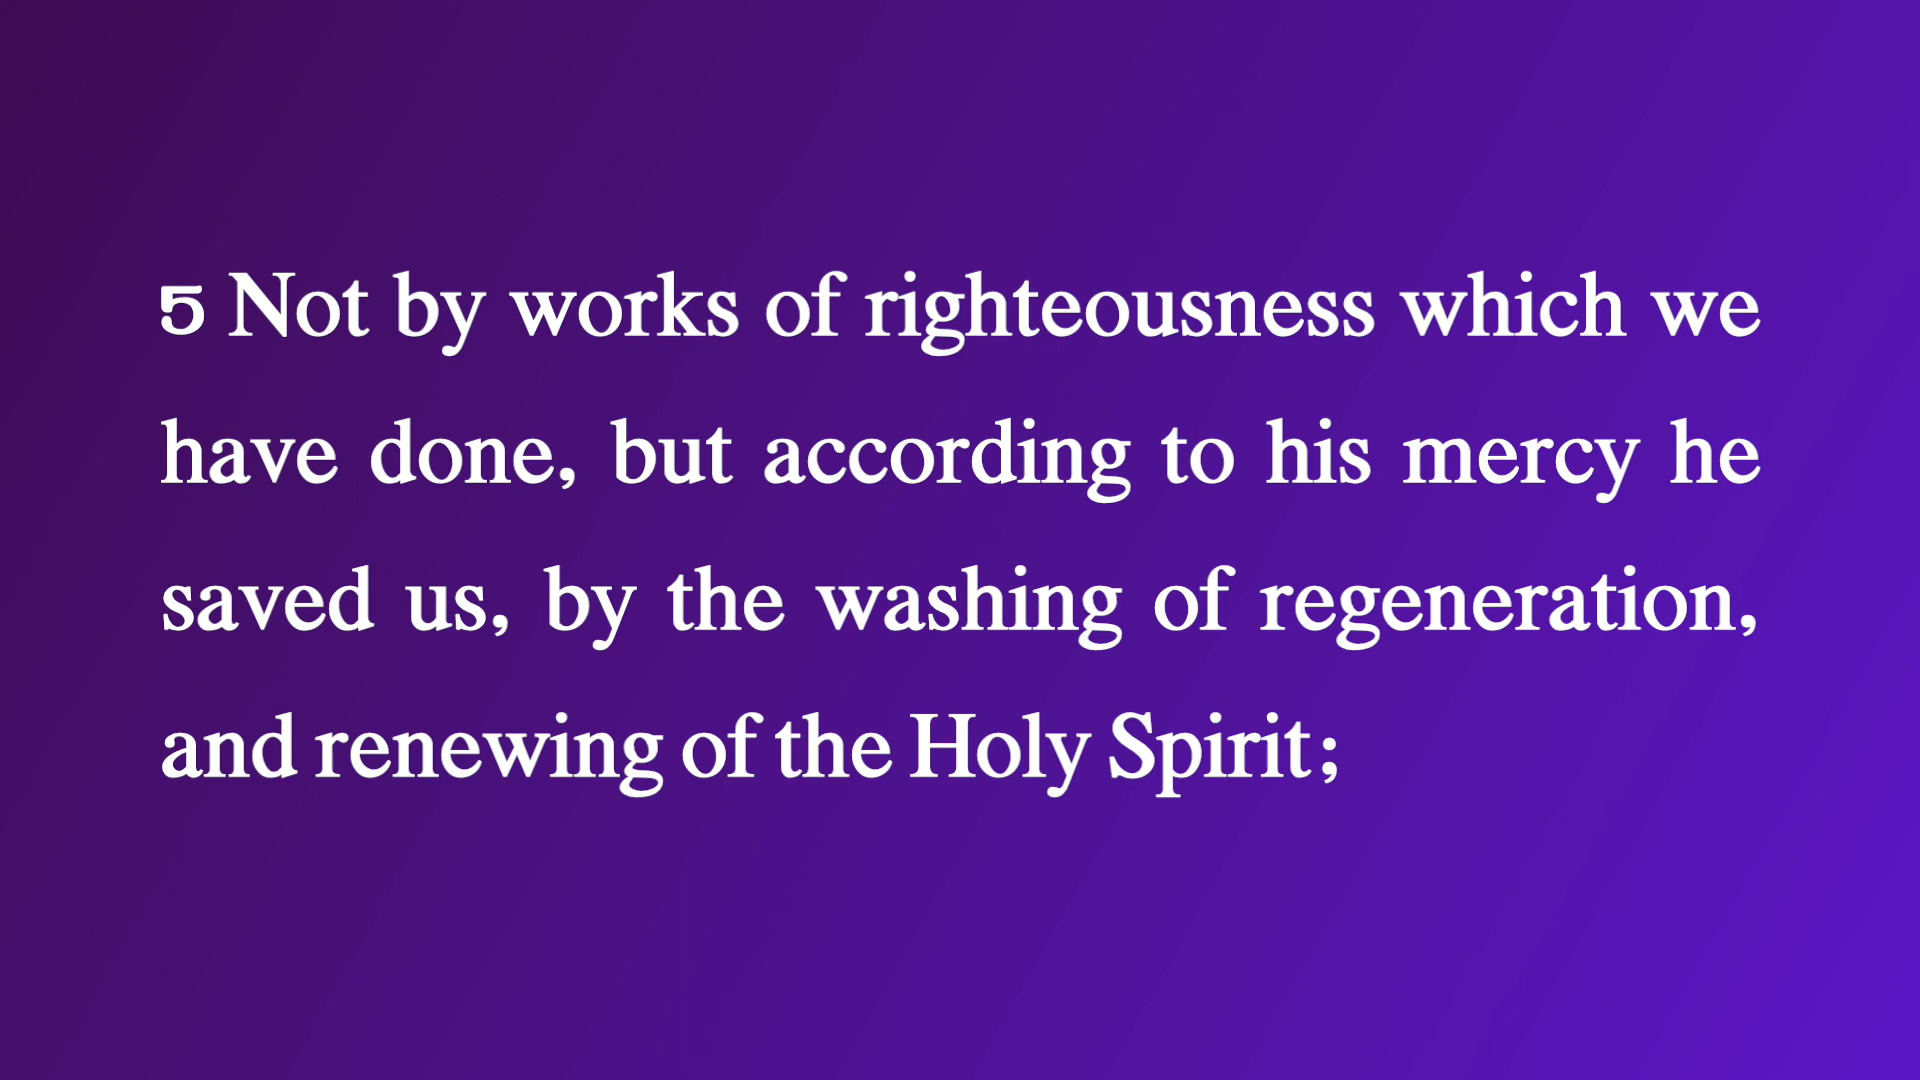 5 Not by works of righteousness which we
have done, but according to his mercy he
saved us, by the washing of regeneration,
and renewing of the Holy Spirit;